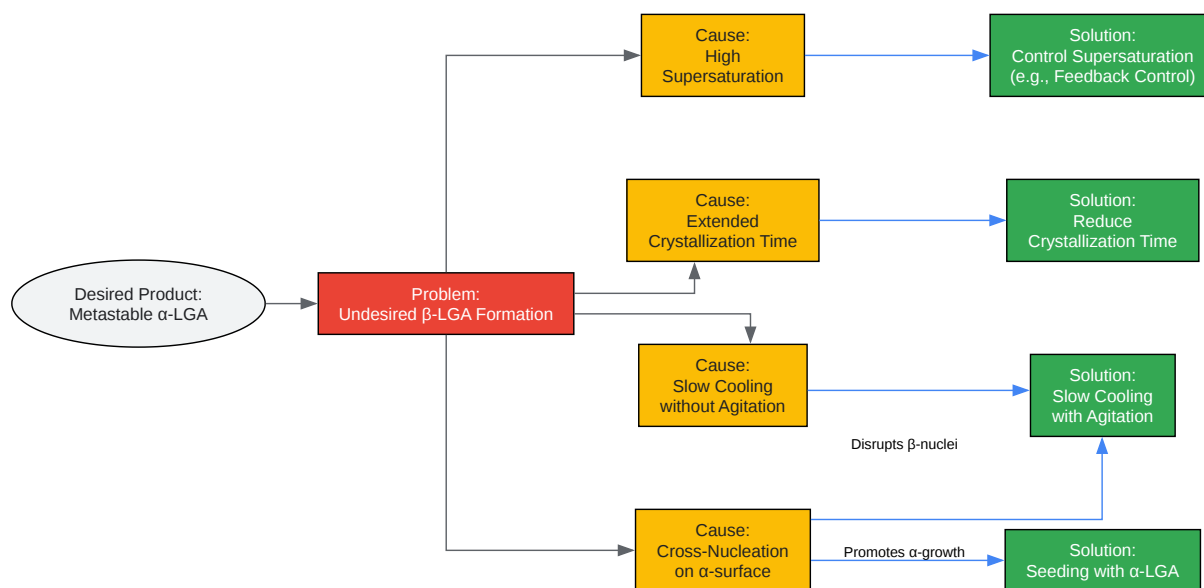 Cause:
High
Supersaturation
Solution:
Control Supersaturation
(e.g., Feedback Control)
Cause:
Extended
Crystallization Time
Solution:
Reduce
Crystallization Time
Desired Product:
Metastable α-LGA
Problem:
Undesired β-LGA Formation
Cause:
Slow Cooling
without Agitation
Solution:
Slow Cooling
with Agitation
Disrupts β-nuclei
Cause:
Cross-Nucleation
on α-surface
Promotes α-growth
Solution:
Seeding with α-LGA